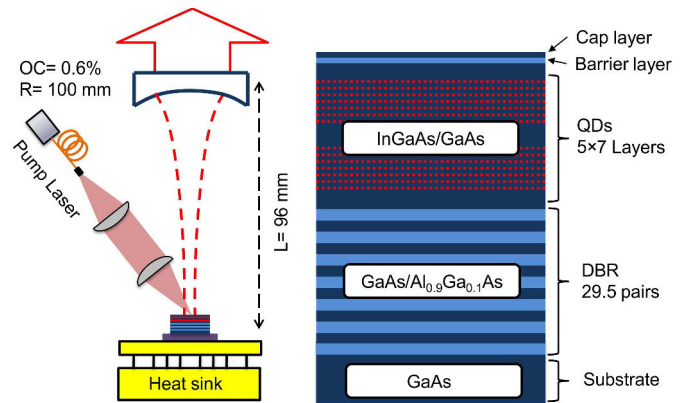 OC= 0.6%
R= 100 mm
Pump Laser
L= 96 mm
Heat sink
Cap layer
Barrier layer
InGaAs/GaAs
QDs
5×7 Layers
GaAs/Al0.9Ga0.1As
DBR
29.5 pairs
GaAs
Substrate